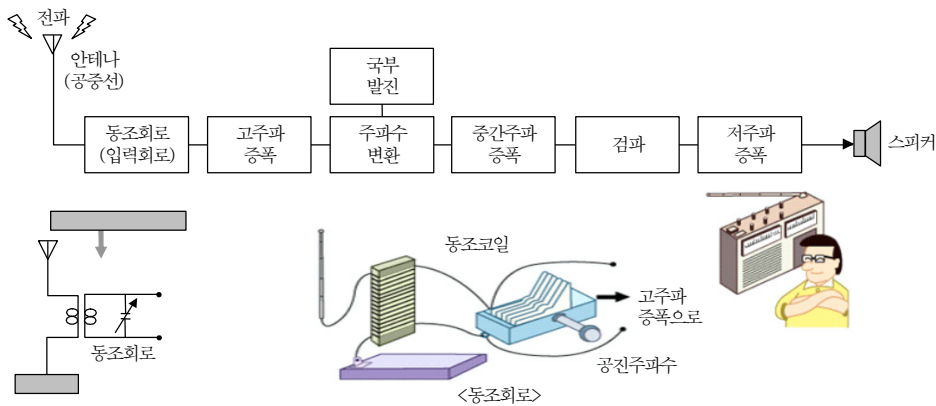 전파
안테나
(공중선)
국부
발진
동조회로
(입력회로)
고주파
증폭
주파수
변환
중간주파
증폭
검파
저주파
증폭
스피커
동조회로
동조코일
고주파
증폭으로
공진주파수
<동조회로>